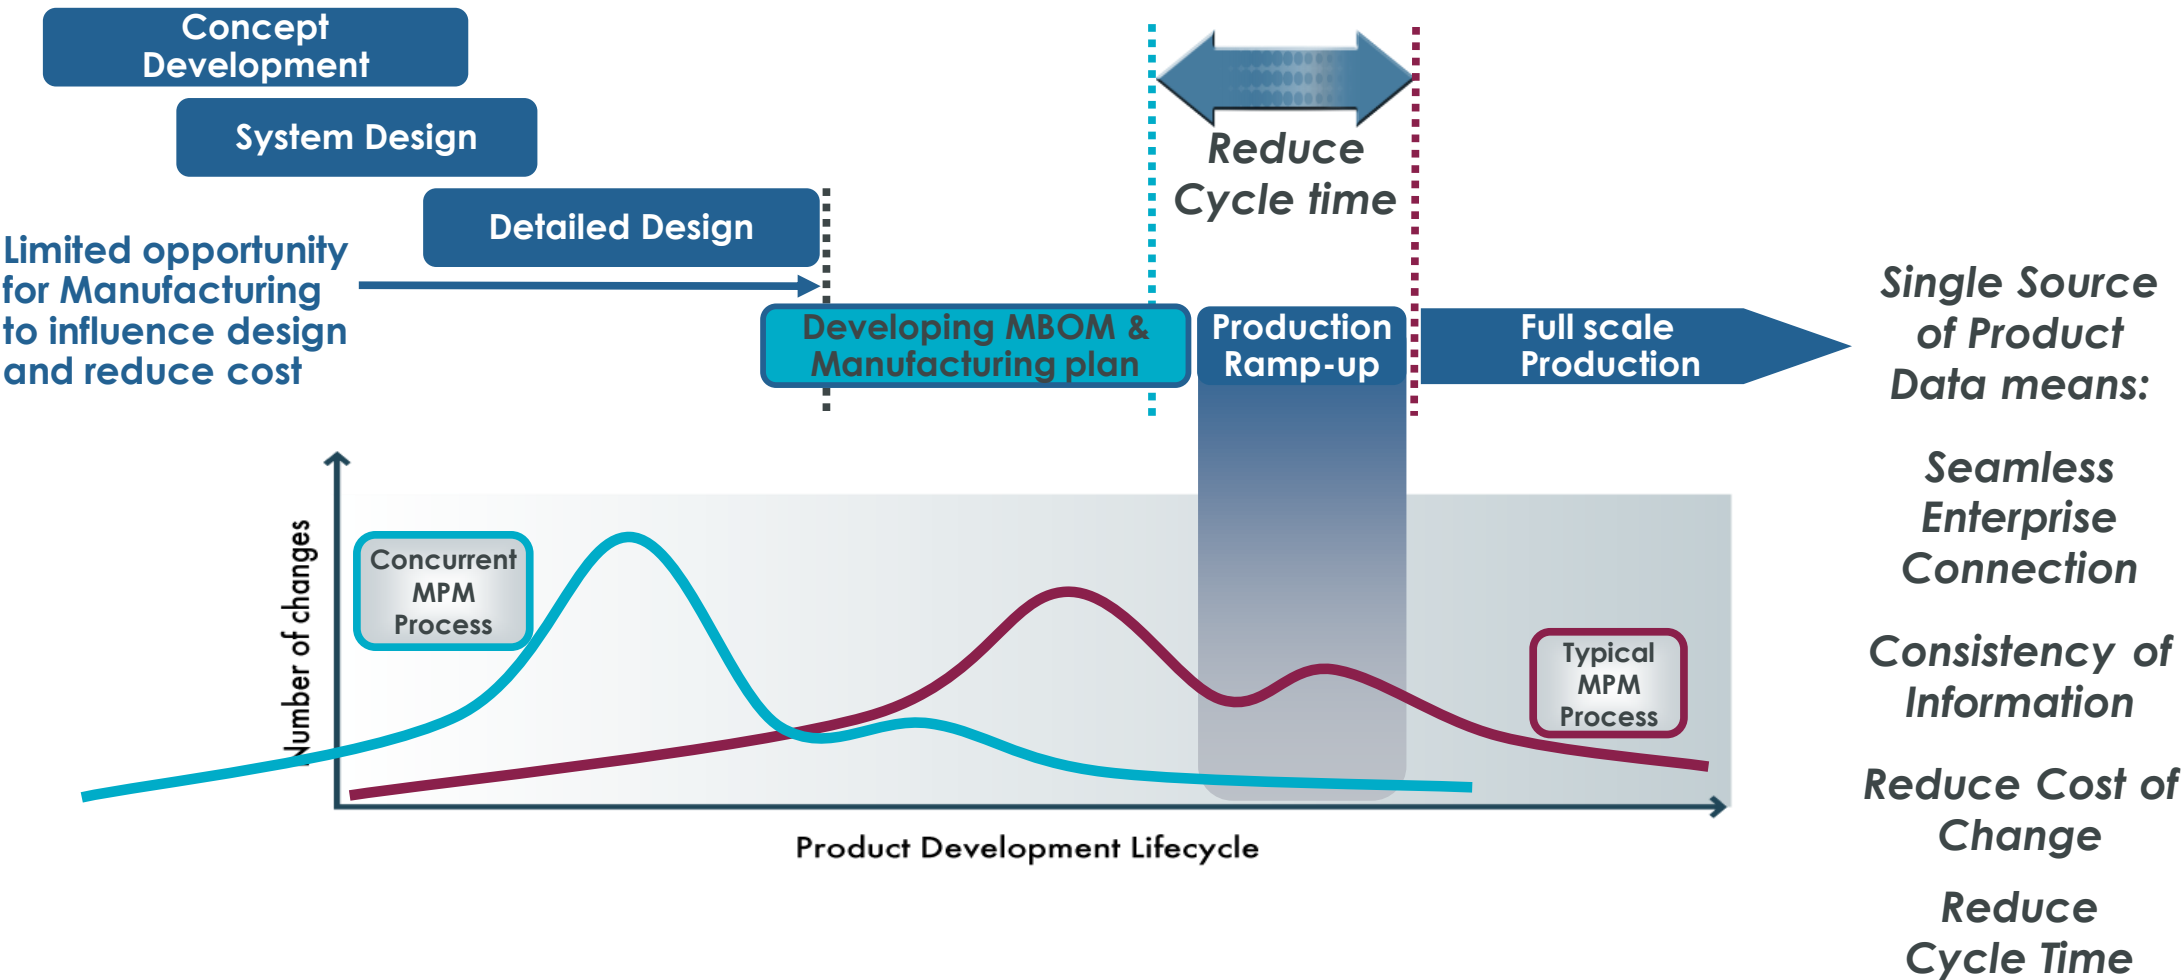 Concept
Development
System Design
Detailed Design
Reduce
Cycle time
Limited opportunity
for Manufacturing
to influence design
and reduce cost
Developing MBOM &
Manufacturing plan
Production
Ramp-up
Full scale
Production
Single Source
of Product
Data means:
Seamless
Enterprise
Connection
Consistency of
Information
Reduce Cost of
Change
Reduce
Cycle Time
Number of changes
Concurrent
MPM
Process
Typical
MPM
Process
Product Development Lifecycle